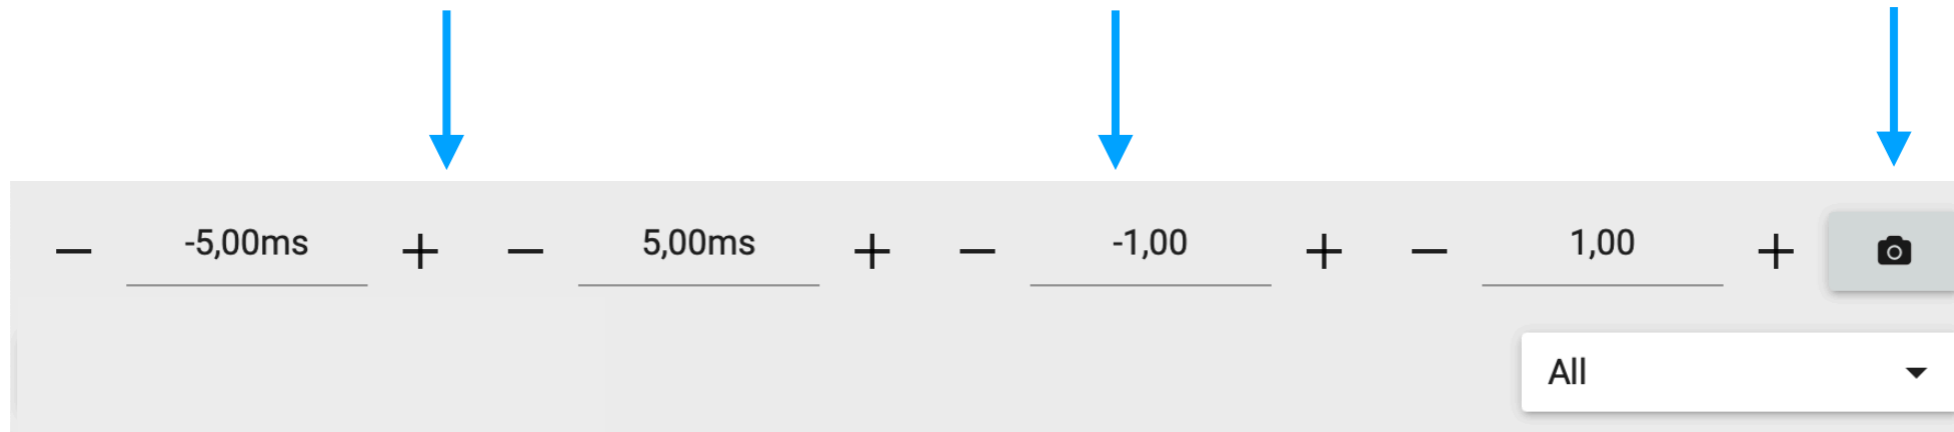 − -5,00ms + − 5,00ms + − -1,00 + − 1,00 +
All